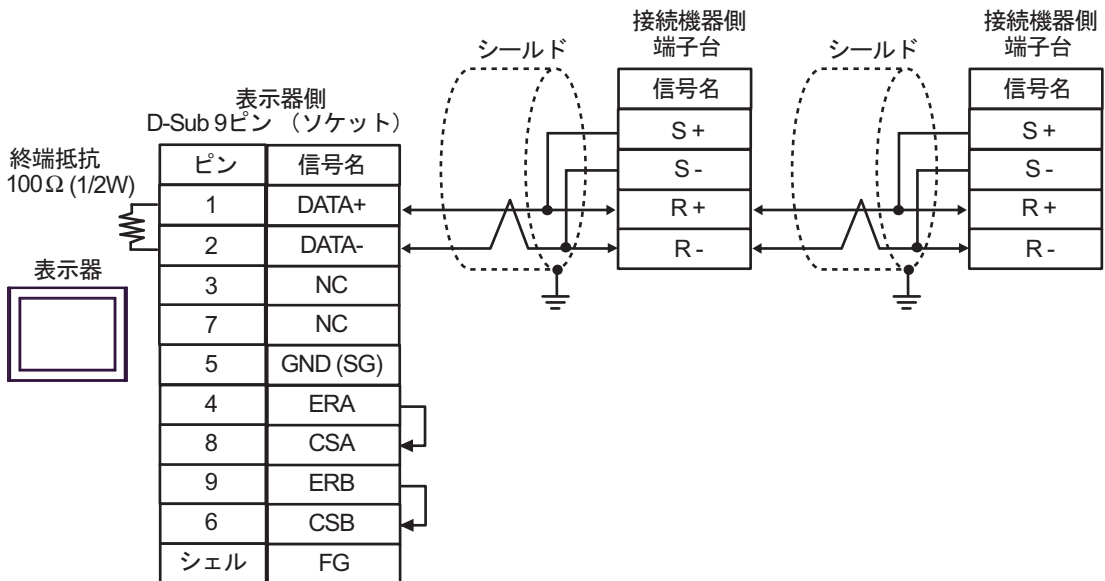 表示器側
D-Sub 9ピン （ソケット）
終端抵抗
100Ω (1/2W)
表示器
ピン 信号名
1 DATA+
2 DATA-
3 NC
7 NC
5 GND (SG)
4 ERA
8 CSA
9 ERB
6 CSB
シェル FG
シールド
接続機器側
端子台
信号名
S+
S-
R+
R-
シールド
接続機器側
端子台
信号名
S+
S-
R+
R-